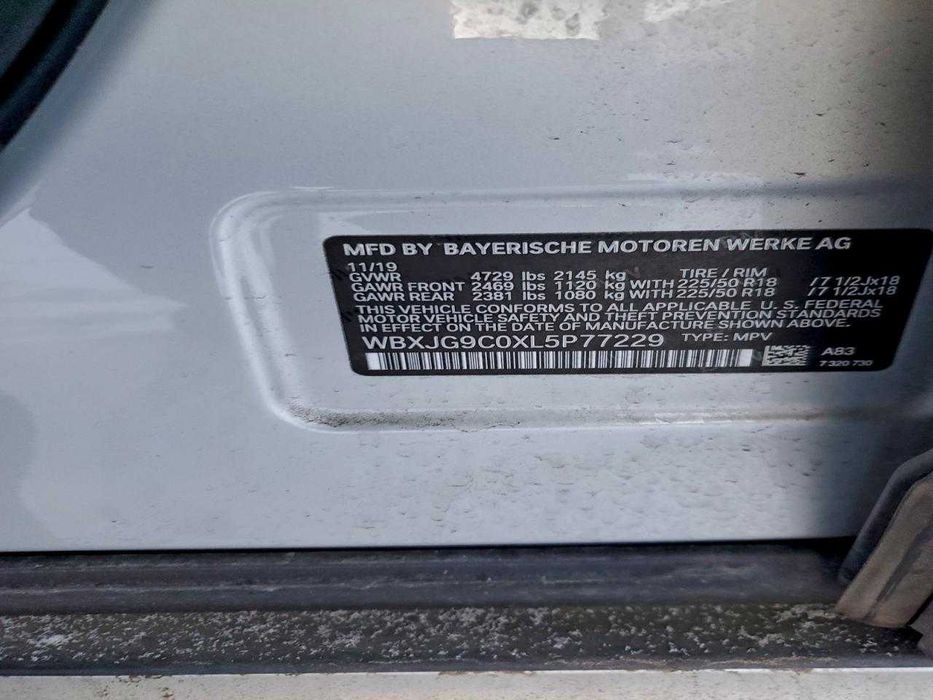 MFD BY BAYERISCHE MOTOREN WERKE AG
11/19
GVWR 4729 lbs 2145 kg TIRE / RIM
GAWR FRONT 2469 lbs 1120 kg WITH 225/50 R18 /7 1/2Jx18
GAWR REAR 2381 lbs 1080 kg WITH 225/50 R18 /7 1/2Jx18
THIS VEHICLE CONFORMS TO ALL APPLICABLE U.S. FEDERAL
MOTOR VEHICLE SAFETY AND THEFT PREVENTION STANDARDS
IN EFFECT ON THE DATE OF MANUFACTURE SHOWN ABOVE.
WBXJG9C0XL5P77229 TYPE: MPV
A83
7 320 730